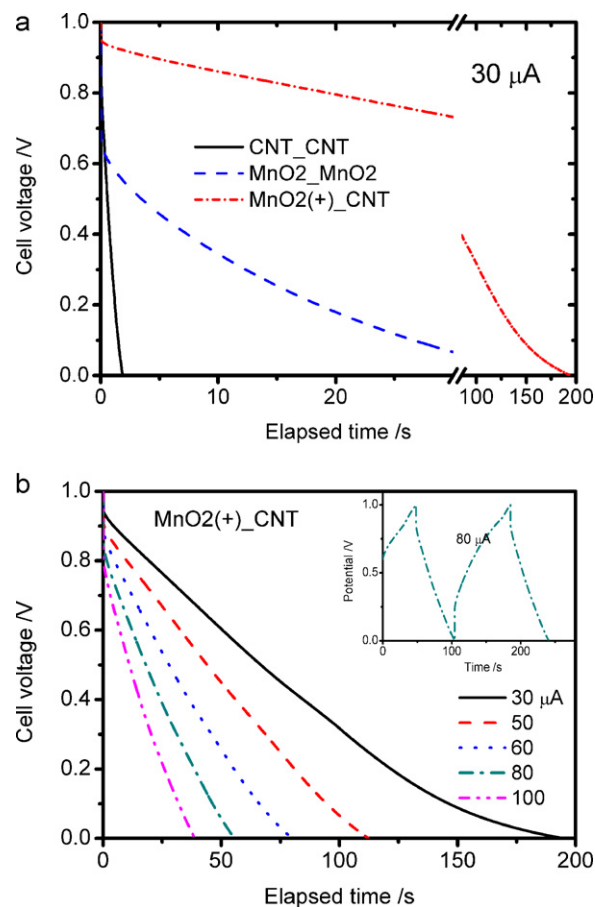 a
1.0
0.8
0.6
0.4
0.2
0.0
Cell voltage /V
30 μA
CNT_CNT
MnO2_MnO2
MnO2(+)_CNT
0 10 20 100 125 150 175 200
Elapsed time /s
b
1.0
0.8
0.6
0.4
0.2
0.0
Cell voltage /V
MnO2(+)_CNT
1.0
0.5
0.0
Potential /V
80 μA
0 100 200
Time /s
30 μA
50
60
80
100
0 50 100 150 200
Elapsed time /s